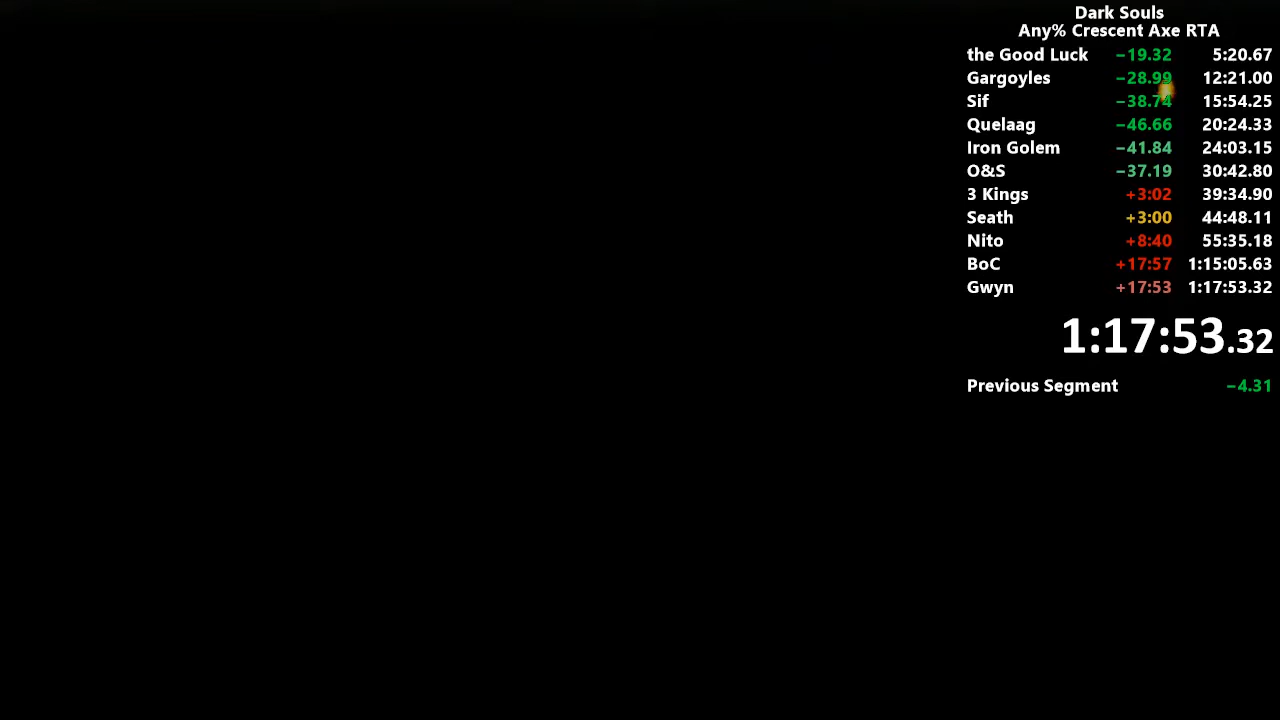 Dark Souls
Any% Crescent Axe RTA
the Good Luck −19.32 5:20.67
Gargoyles −28.99 12:21.00
Sif −38.74 15:54.25
Quelaag −46.66 20:24.33
Iron Golem −41.84 24:03.15
O&S −37.19 30:42.80
3 Kings +3:02 39:34.90
Seath +3:00 44:48.11
Nito +8:40 55:35.18
BoC +17:57 1:15:05.63
Gwyn +17:53 1:17:53.32
1:17:53.32
Previous Segment −4.31